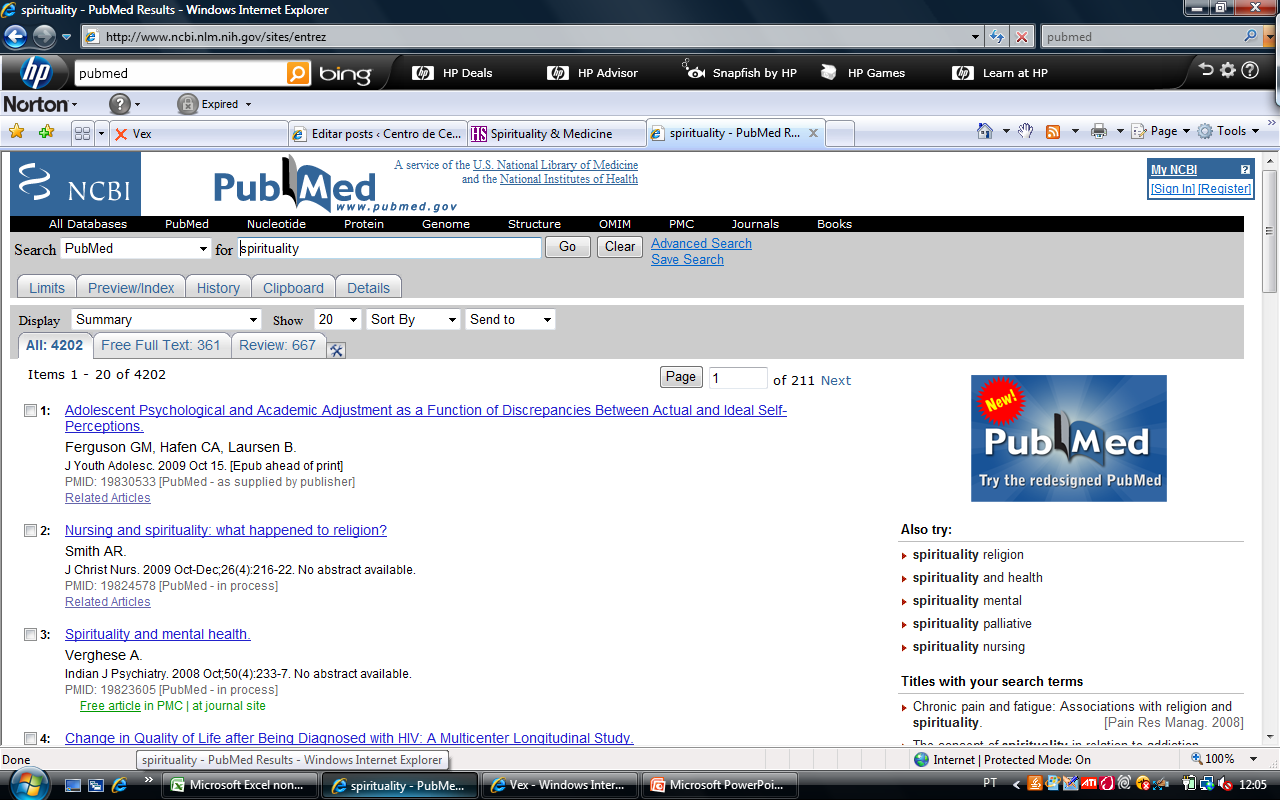 spirituality - PubMed Results - Windows Internet Explorer
http://www.ncbi.nlm.nih.gov/sites/entrez
pubmed
hp
pubmed
bing
HP Deals
HP Advisor
Snapfish by HP
HP Games
Learn at HP
Norton
Expired
Vex
Editar posts ‹ Centro de Ce...
HS Spirituality & Medicine
spirituality - PubMed R...
Page
Tools
NCBI
PubMed
www.pubmed.gov
A service of the U.S. National Library of Medicine
and the National Institutes of Health
My NCBI
[Sign In] [Register]
All Databases PubMed Nucleotide Protein Genome Structure OMIM PMC Journals Books
Search PubMed for spirituality Go Clear Advanced Search
Save Search
Limits Preview/Index History Clipboard Details
Display Summary Show 20 Sort By Send to
All: 4202 Free Full Text: 361 Review: 667
Items 1 - 20 of 4202
Page 1 of 211 Next
1: Adolescent Psychological and Academic Adjustment as a Function of Discrepancies Between Actual and Ideal Self-
Perceptions.
Ferguson GM, Hafen CA, Laursen B.
J Youth Adolesc. 2009 Oct 15. [Epub ahead of print]
PMID: 19830533 [PubMed - as supplied by publisher]
Related Articles
2: Nursing and spirituality: what happened to religion?
Smith AR.
J Christ Nurs. 2009 Oct-Dec;26(4):216-22. No abstract available.
PMID: 19824578 [PubMed - in process]
Related Articles
3: Spirituality and mental health.
Verghese A.
Indian J Psychiatry. 2008 Oct;50(4):233-7. No abstract available.
PMID: 19823605 [PubMed - in process]
Free article in PMC | at journal site
4: Change in Quality of Life after Being Diagnosed with HIV: A Multicenter Longitudinal Study.
New!
PubMed
Try the redesigned PubMed
Also try:
spirituality religion
spirituality and health
spirituality mental
spirituality palliative
spirituality nursing
Titles with your search terms
Chronic pain and fatigue: Associations with religion and
spirituality. [Pain Res Manag. 2008]
The concept of spirituality in relation to addiction
Done
spirituality - PubMed Results - Windows Internet Explorer
Internet | Protected Mode: On
100%
Microsoft Excel non...
spirituality - PubMe...
Vex - Windows Inter...
Microsoft PowerPoi...
PT
ATI
12:05